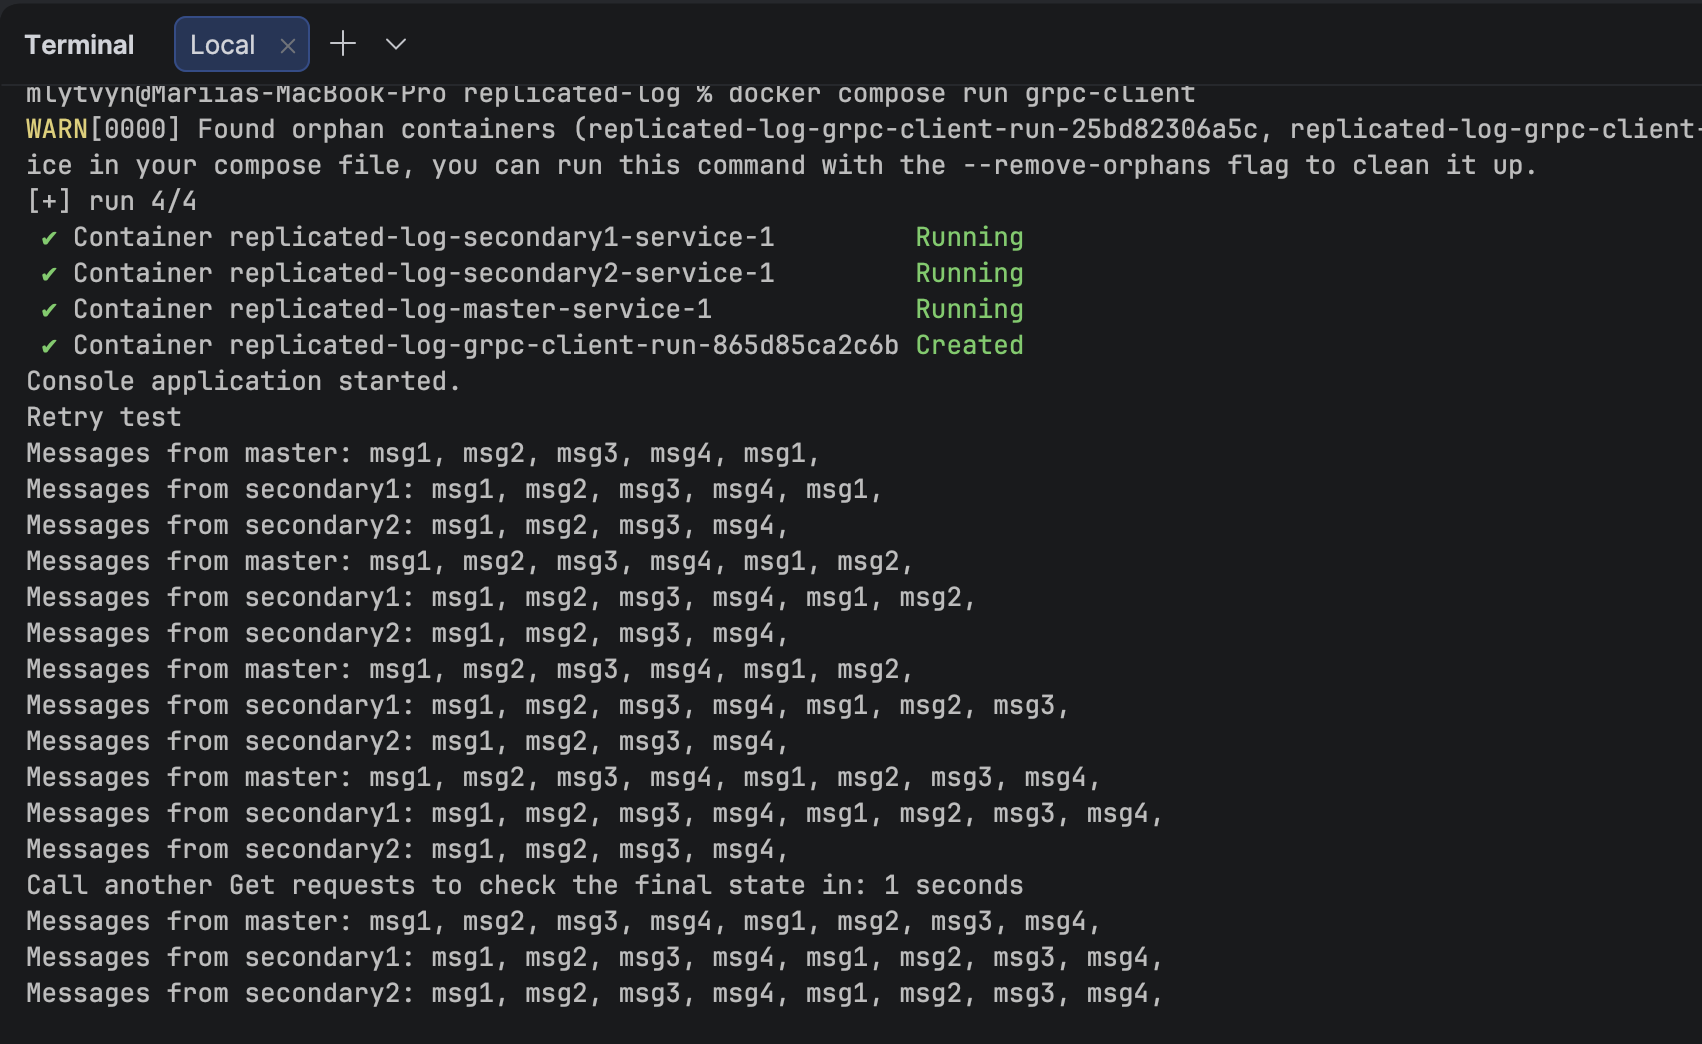 Terminal Local
mlytvyn@Mariias-MacBook-Pro replicated-log % docker compose run grpc-client
WARN[0000] Found orphan containers (replicated-log-grpc-client-run-25bd82306a5c, replicated-log-grpc-client-
ice in your compose file, you can run this command with the --remove-orphans flag to clean it up.
[+] run 4/4
✔ Container replicated-log-secondary1-service-1 Running
✔ Container replicated-log-secondary2-service-1 Running
✔ Container replicated-log-master-service-1 Running
✔ Container replicated-log-grpc-client-run-865d85ca2c6b Created
Console application started.
Retry test
Messages from master: msg1, msg2, msg3, msg4, msg1,
Messages from secondary1: msg1, msg2, msg3, msg4, msg1,
Messages from secondary2: msg1, msg2, msg3, msg4,
Messages from master: msg1, msg2, msg3, msg4, msg1, msg2,
Messages from secondary1: msg1, msg2, msg3, msg4, msg1, msg2,
Messages from secondary2: msg1, msg2, msg3, msg4,
Messages from master: msg1, msg2, msg3, msg4, msg1, msg2,
Messages from secondary1: msg1, msg2, msg3, msg4, msg1, msg2, msg3,
Messages from secondary2: msg1, msg2, msg3, msg4,
Messages from master: msg1, msg2, msg3, msg4, msg1, msg2, msg3, msg4,
Messages from secondary1: msg1, msg2, msg3, msg4, msg1, msg2, msg3, msg4,
Messages from secondary2: msg1, msg2, msg3, msg4,
Call another Get requests to check the final state in: 1 seconds
Messages from master: msg1, msg2, msg3, msg4, msg1, msg2, msg3, msg4,
Messages from secondary1: msg1, msg2, msg3, msg4, msg1, msg2, msg3, msg4,
Messages from secondary2: msg1, msg2, msg3, msg4, msg1, msg2, msg3, msg4,